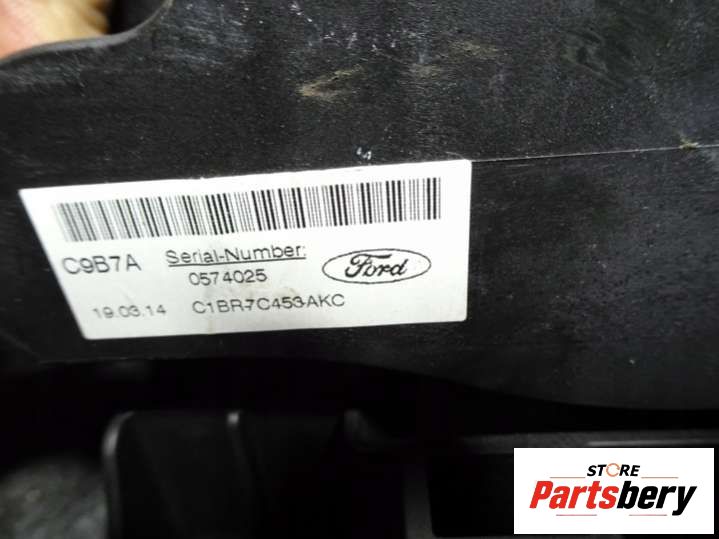 C9B7A Serial-Number:
0574025
Ford
19.03.14 C1BR-7C453-AKC
STORE
Partsbery